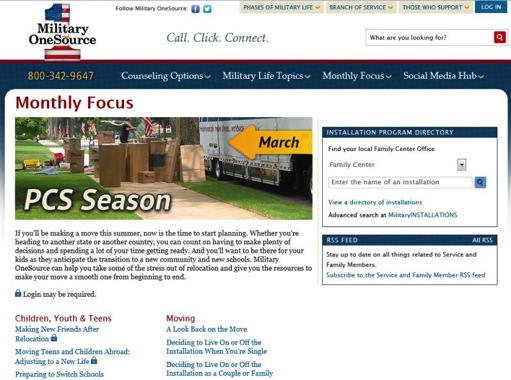 Military
OneSource
Follow Military OneSource:
PHASES OF MILITARY LIFE
BRANCH OF SERVICE
THOSE WHO SUPPORT
LOG IN
Call. Click. Connect.
What are you looking for?
800-342-9647
Counseling Options
Military Life Topics
Monthly Focus
Social Media Hub
Monthly Focus
March
PCS Season
If you'll be making a move this summer, now is the time to start planning. Whether you're
heading to another state or another country, you can count on having to make plenty of
decisions and spending a lot of your time getting ready. And you'll want to be there for your
kids as they anticipate the transition to a new community and new schools. Military
OneSource can help you take some of the stress out of relocation and give you the resources to
make your move a smooth one from beginning to end.
Login may be required.
Children, Youth & Teens
Making New Friends After
Relocation
Moving Teens and Children Abroad:
Adjusting to a New Life
Preparing to Switch Schools
Moving
A Look Back on the Move
Deciding to Live On or Off the
Installation When You're Single
Deciding to Live On or Off the
Installation as a Couple or Family
INSTALLATION PROGRAM DIRECTORY
Find your local Family Center Office
Family Center
Enter the name of an installation
View a directory of installations
Advanced search at MilitaryINSTALLATIONS
RSS FEED
All RSS
Stay up to date on all things related to Service and
Family Members.
Subscribe to the Service and Family Member RSS feed